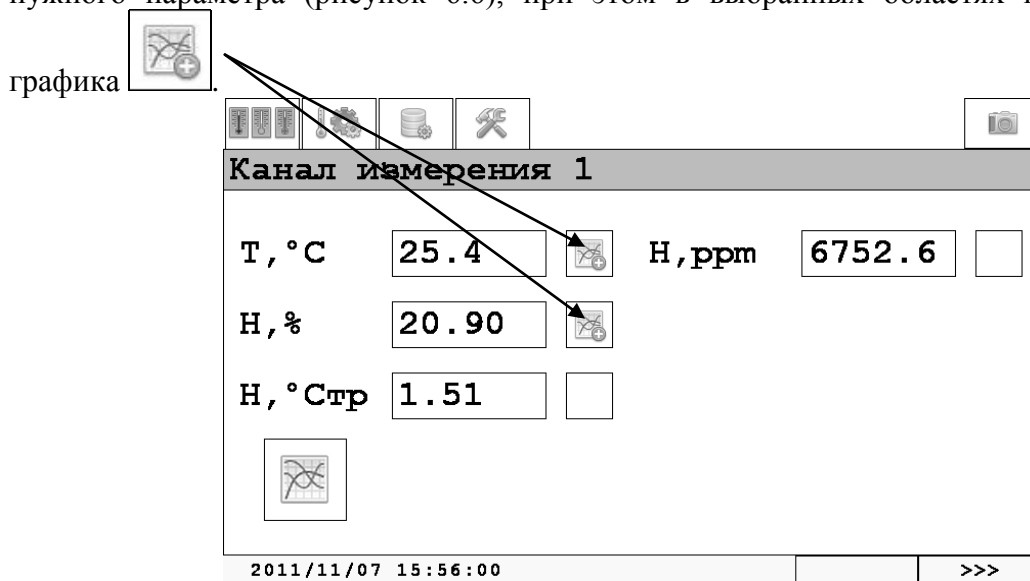 нужного параметра (рисунок 6.6), при этом в выбранных областях
графика .
Канал измерения 1
T,°C 25.4 H,ppm 6752.6
H,% 20.90
H,°Cтр 1.51
2011/11/07 15:56:00 >>>